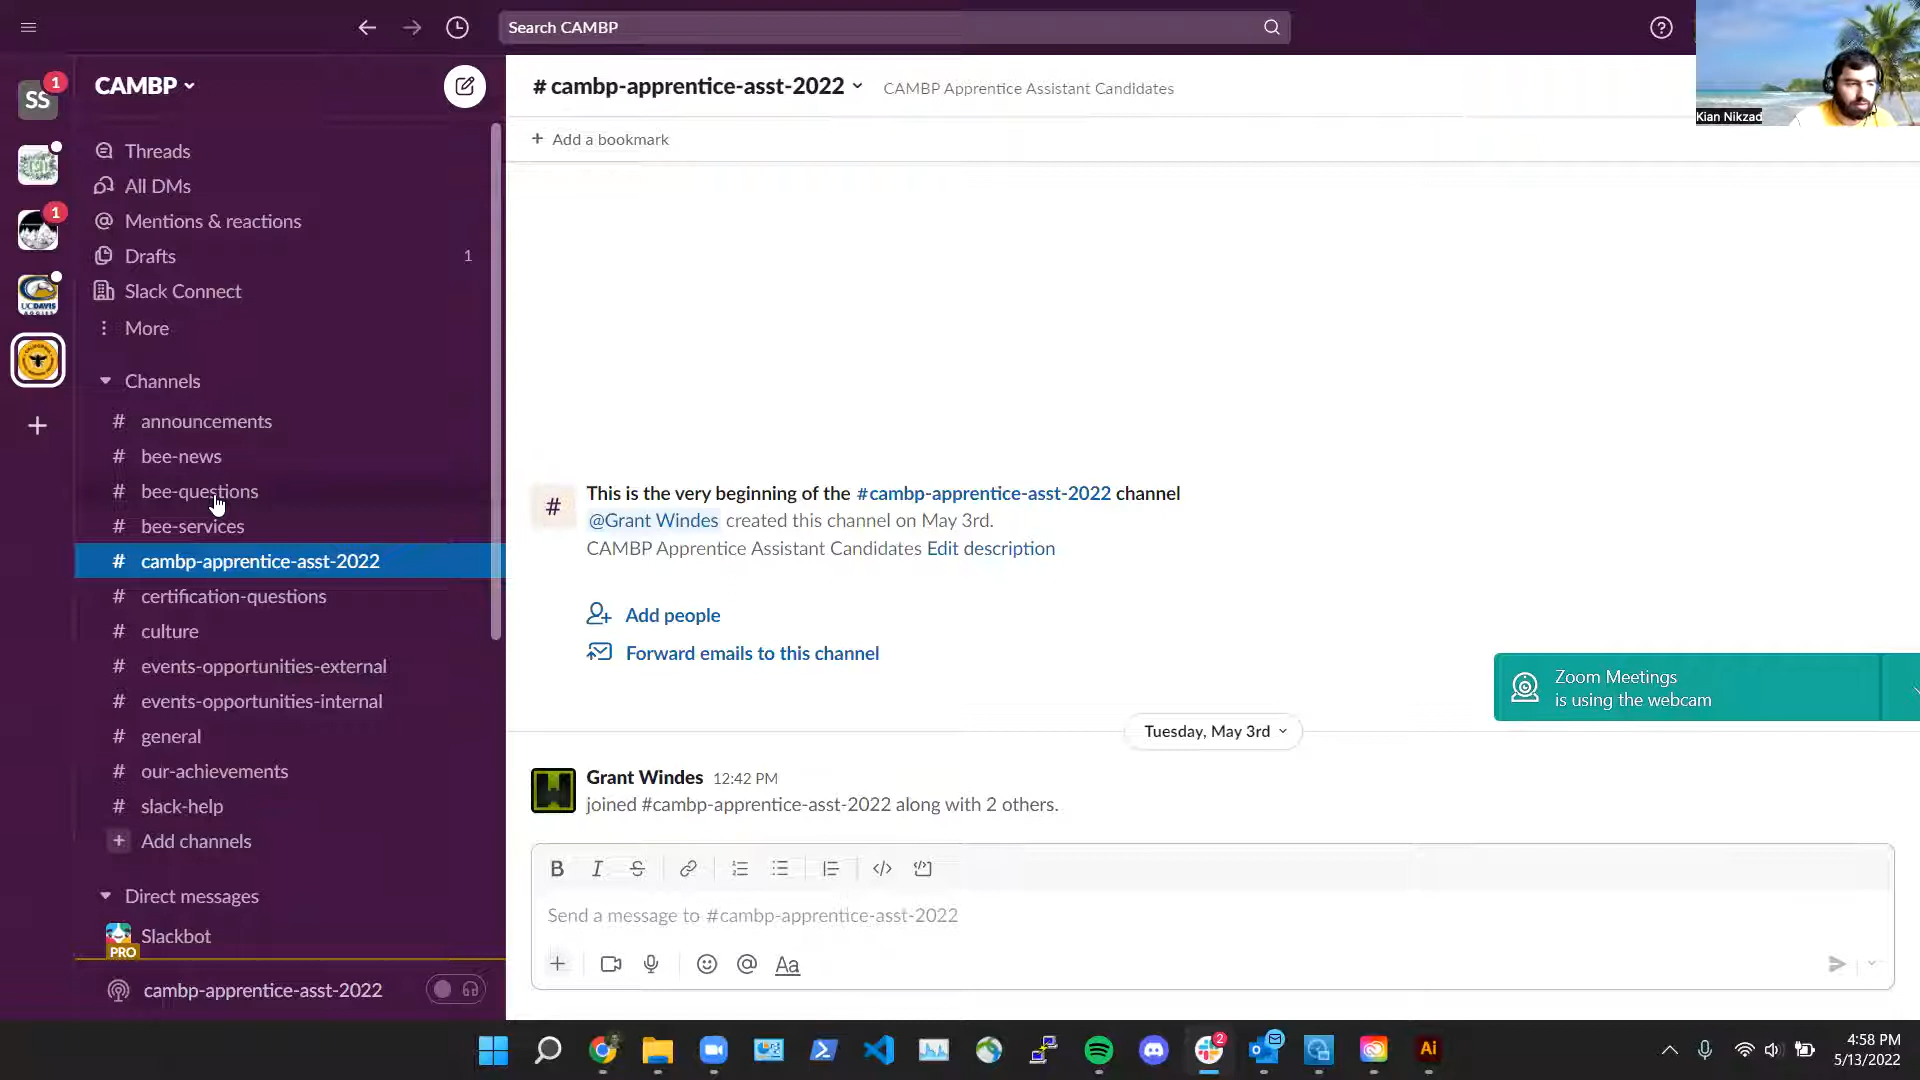 Search CAMBP
Kian Nikzad
SS
1
1
UCDAVIS
AGGIES
CAMBP
Threads
All DMs
Mentions & reactions
Drafts 1
Slack Connect
More
Channels
# announcements
# bee-news
# bee-questions
# bee-services
# cambp-apprentice-asst-2022
# certification-questions
# culture
# events-opportunities-external
# events-opportunities-internal
# general
# our-achievements
# slack-help
+ Add channels
Direct messages
Slackbot
PRO
cambp-apprentice-asst-2022
# cambp-apprentice-asst-2022 CAMBP Apprentice Assistant Candidates
+ Add a bookmark
# This is the very beginning of the #cambp-apprentice-asst-2022 channel
@Grant Windes created this channel on May 3rd.
CAMBP Apprentice Assistant Candidates Edit description
Add people
Forward emails to this channel
Zoom Meetings
is using the webcam
Tuesday, May 3rd
Grant Windes 12:42 PM
joined #cambp-apprentice-asst-2022 along with 2 others.
B I S
Send a message to #cambp-apprentice-asst-2022
+ @ Aa
2
Ai
4:58 PM
5/13/2022